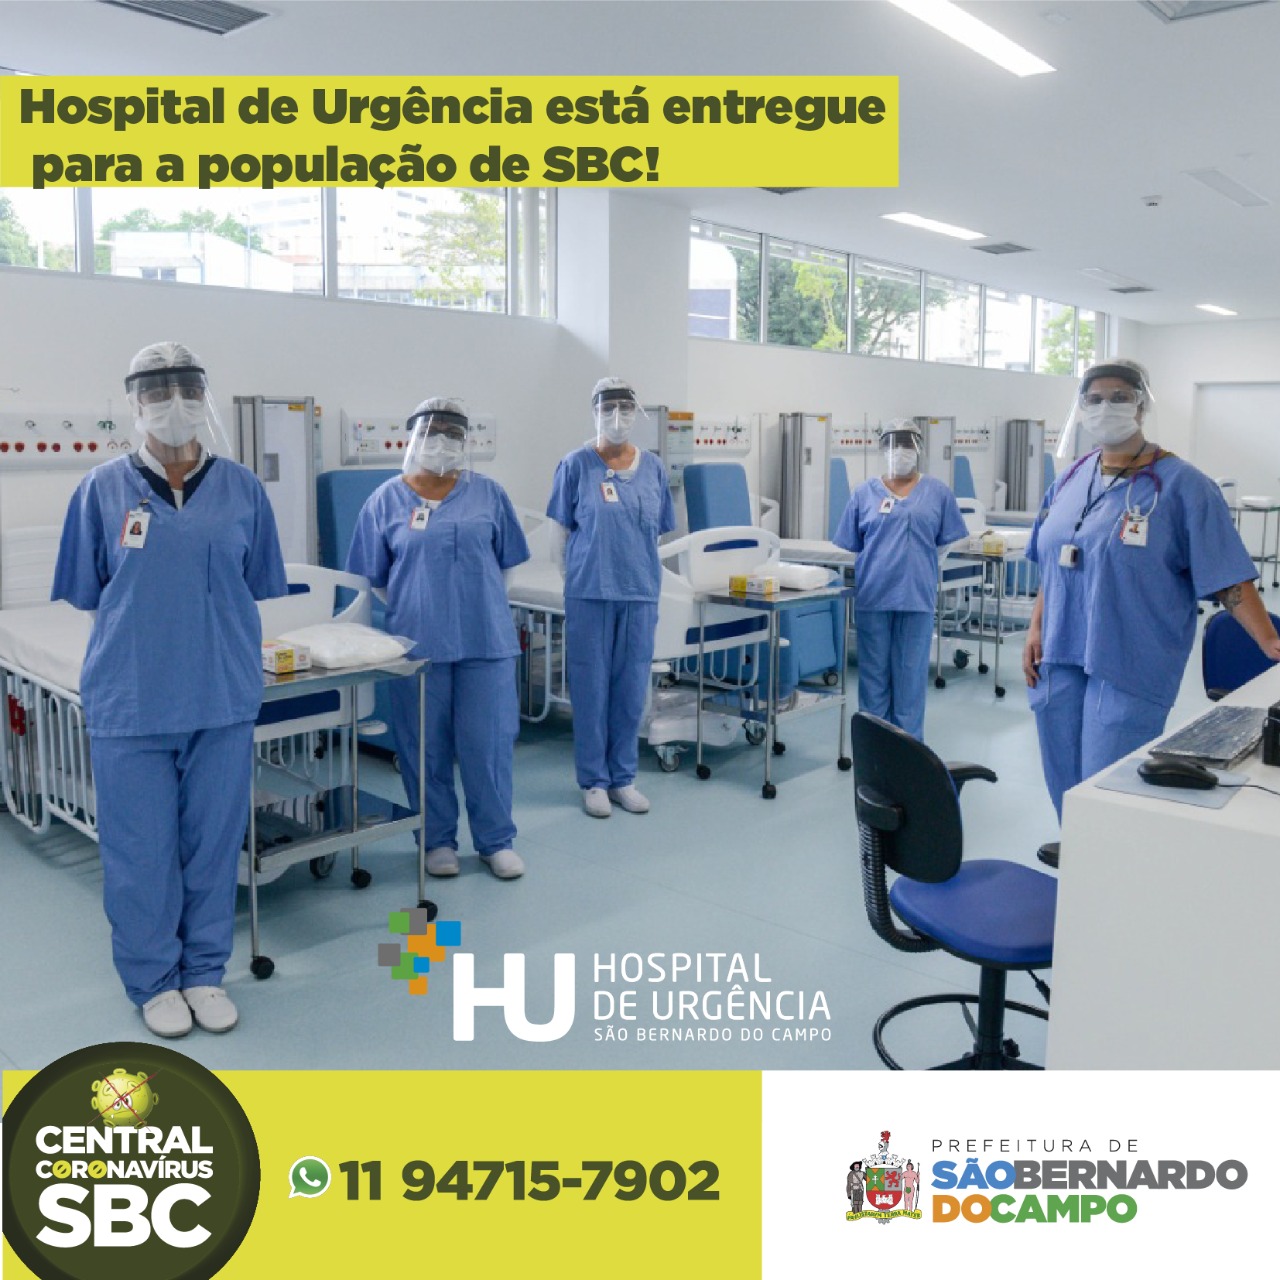 Hospital de Urgência está entregue
para a população de SBC!
HU HOSPITAL
DE URGÊNCIA
SÃO BERNARDO DO CAMPO
CENTRAL
CORONAVÍRUS
SBC
11 94715-7902
PREFEITURA DE
SÃOBERNARDO
DOCAMPO